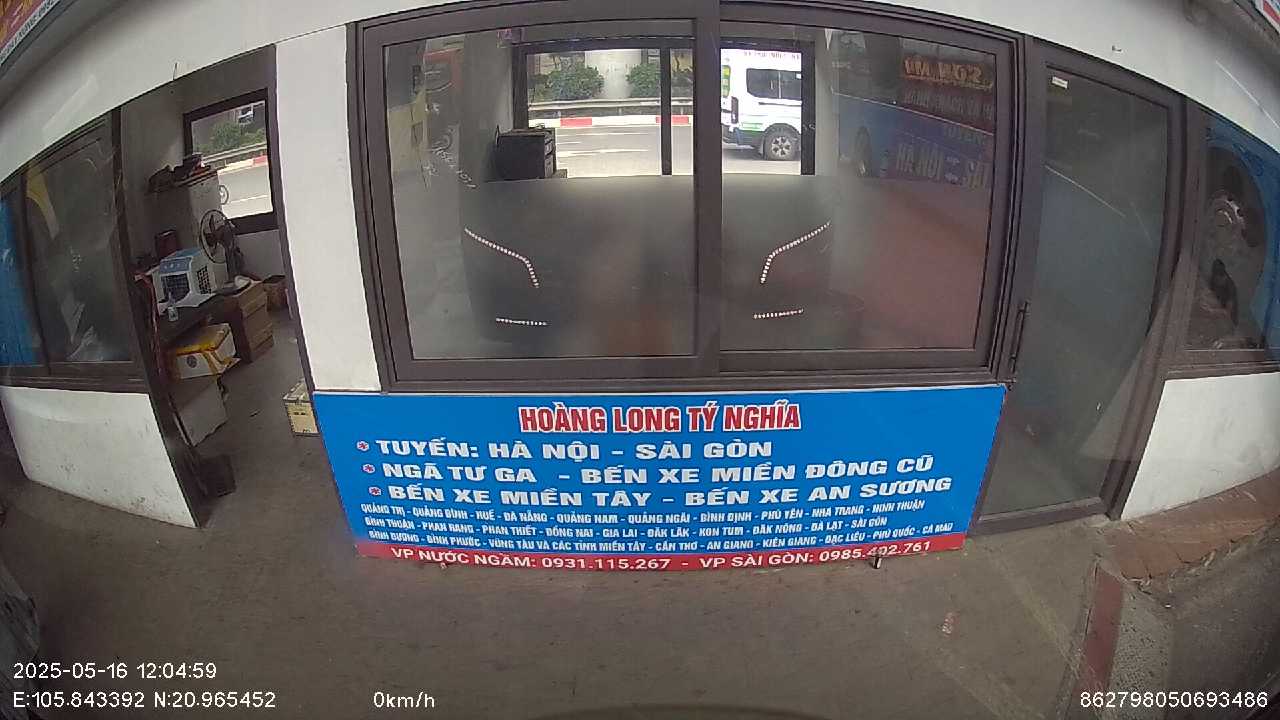 HOÀNG LONG TÝ NGHĨA
* TUYẾN: HÀ NỘI - SÀI GÒN
* NGÃ TƯ GA - BẾN XE MIỀN ĐÔNG CŨ
* BẾN XE MIỀN TÂY - BẾN XE AN SƯƠNG
QUẢNG TRỊ - QUẢNG BÌNH - HUẾ - ĐÀ NẴNG - QUẢNG NAM - QUẢNG NGÃI - BÌNH ĐỊNH - PHÚ YÊN - NHA TRANG - NINH THUẬN
BÌNH THUẬN - PHAN RANG - PHAN THIẾT - ĐỒNG NAI - GIA LAI - ĐĂK LĂK - KON TUM - ĐĂK NÔNG - ĐÀ LẠT - SÀI GÒN
BÌNH DƯƠNG - BÌNH PHƯỚC - VŨNG TÀU VÀ CÁC TỈNH MIỀN TÂY - CẦN THƠ - AN GIANG - KIÊN GIANG - BẠC LIÊU - PHÚ QUỐC - CÀ MAU
VP NƯỚC NGẦM: 0931.115.267 - VP SÀI GÒN: 0985.402.761
2025-05-16 12:04:59
E:105.843392 N:20.965452
0km/h
862798050693486